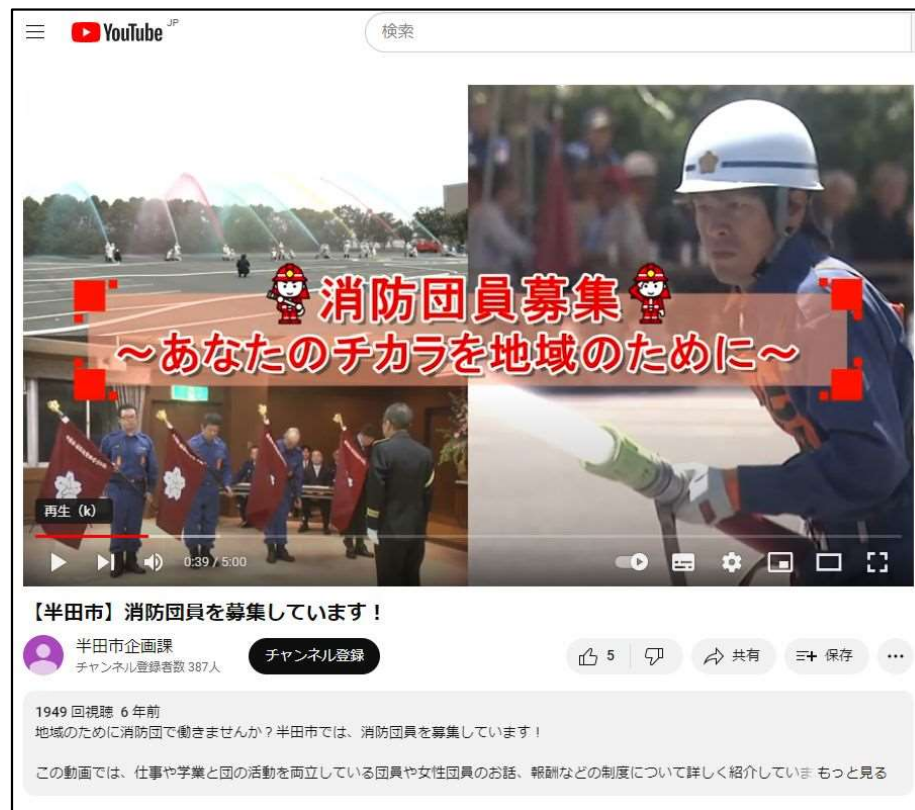 YouTube JP
検索
消防団員募集
～あなたのチカラを地域のために～
再生 (k)
0:39 / 5:00
【半田市】消防団員を募集しています！
半田市企画課
チャンネル登録者数 387人
チャンネル登録
5
共有
保存
1949 回視聴 6 年前
地域のために消防団で働きませんか？半田市では、消防団員を募集しています！
この動画では、仕事や学業と団の活動を両立している団員や女性団員のお話、報酬などの制度について詳しく紹介していま もっと見る